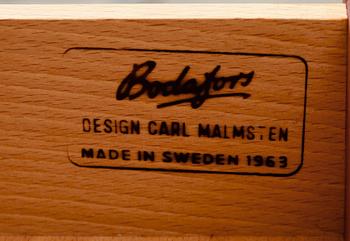 Bodafors
DESIGN CARL MALMSTEN
MADE IN SWEDEN 1963